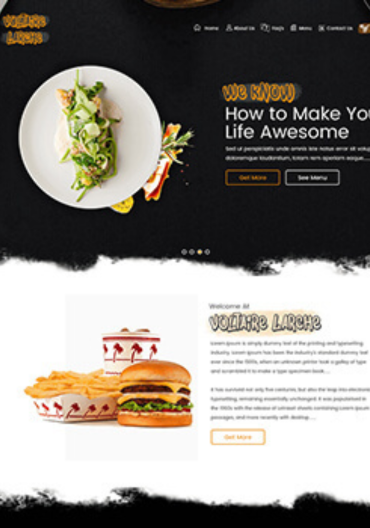 VOLTAIRE
LARCHE
Home
About Us
Faq's
Menu
Contact Us
WE KNOW
How to Make You
Life Awesome
Sed ut perspiciatis unde omnis iste natus error sit volup
doloremque laudantium, totam rem aperiam eaque....
Get More
See Menu
Welcome At
VOLTAIRE LARCHE
Lorem Ipsum is simply dummy text of the printing and typesetting
industry. Lorem Ipsum has been the industry's standard dummy text
ever since the 1500s, when an unknown printer took a galley of type
and scrambled it to make a type specimen book....
It has survived not only five centuries, but also the leap into electronic
typesetting, remaining essentially unchanged. It was popularised in
the 1960s with the release of Letraset sheets containing Lorem Ipsum
passages, and more recently with desktop....
Get More